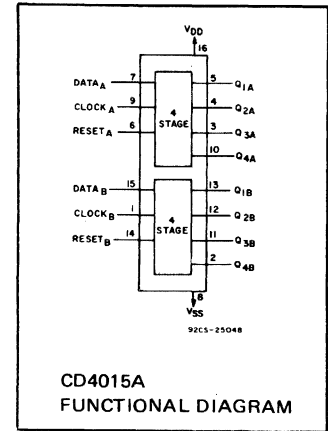 VDD
16
DATAA 7 5 Q1A
CLOCKA 9 4 Q2A
4 STAGE
RESETA 6 3 Q3A
10 Q4A
DATAB 15 13 Q1B
CLOCKB 1 12 Q2B
4 STAGE
RESETB 14 11 Q3B
2 Q4B
8
VSS
92CS-25048
CD4015A
FUNCTIONAL DIAGRAM